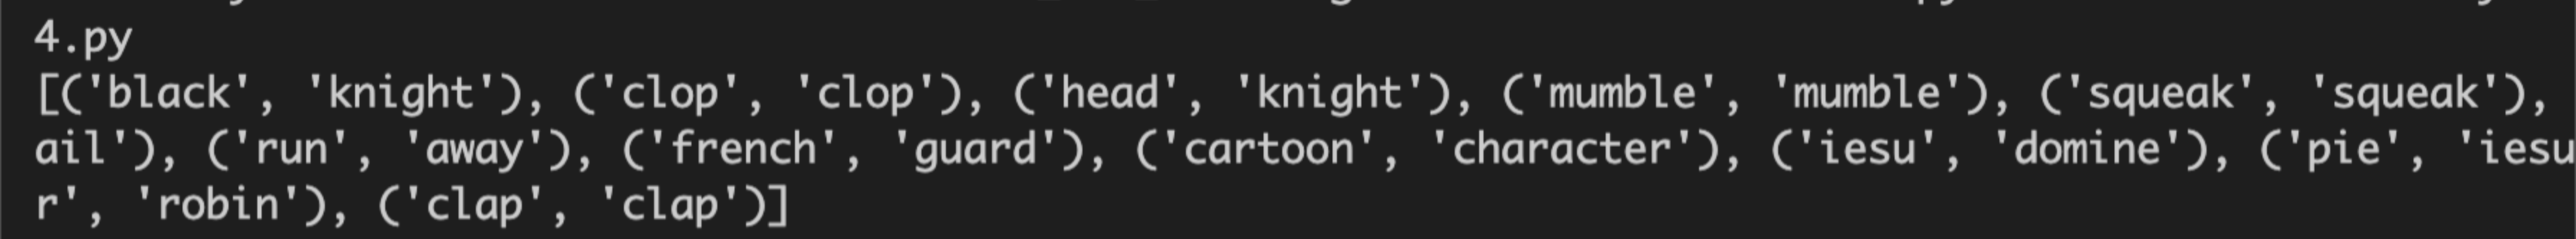 4.py
[('black', 'knight'), ('clop', 'clop'), ('head', 'knight'), ('mumble', 'mumble'), ('squeak', 'squeak'),
ail'), ('run', 'away'), ('french', 'guard'), ('cartoon', 'character'), ('iesu', 'domine'), ('pie', 'iesu
r', 'robin'), ('clap', 'clap')]